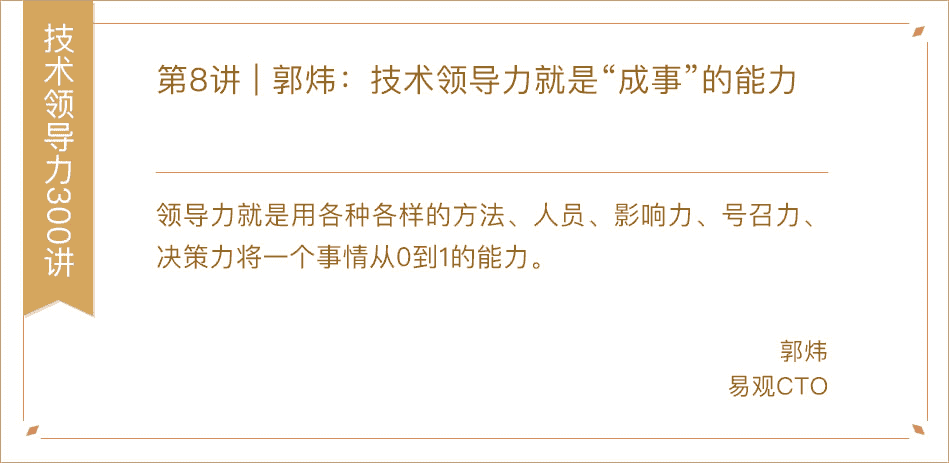 技术领导力300讲
第8讲 | 郭炜：技术领导力就是“成事”的能力
领导力就是用各种各样的方法、人员、影响力、号召力、
决策力将一个事情从0到1的能力。
郭炜
易观CTO